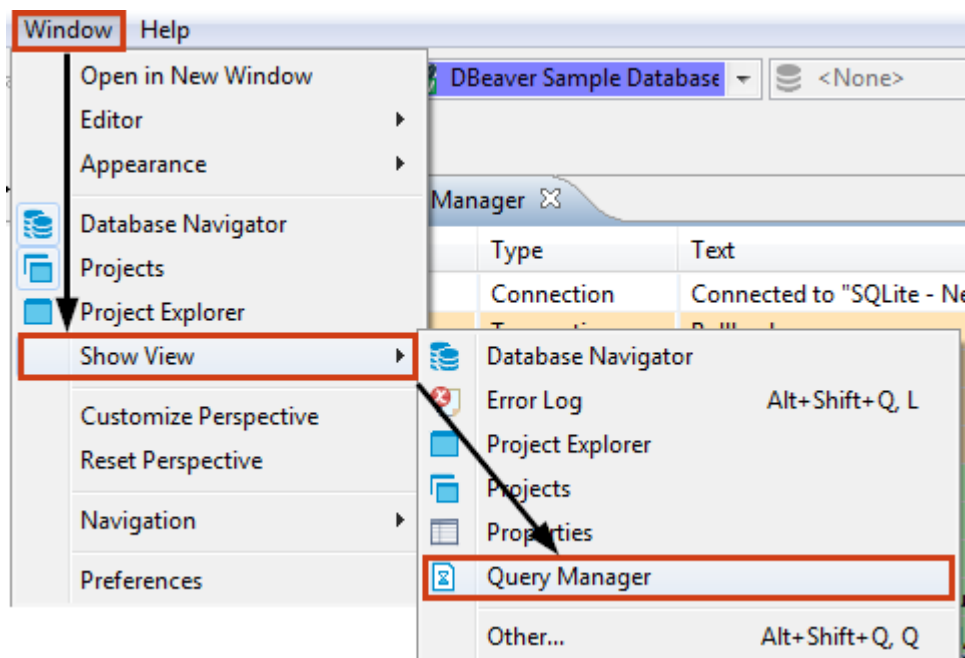 Window Help
Open in New Window
DBeaver Sample Database
<None>
Editor
Appearance
Manager
Database Navigator
Type Text
Projects
Connection Connected to "SQLite - Ne
Project Explorer
Show View
Database Navigator
Error Log Alt+Shift+Q, L
Customize Perspective
Project Explorer
Reset Perspective
Projects
Navigation
Properties
Preferences
Query Manager
Other... Alt+Shift+Q, Q